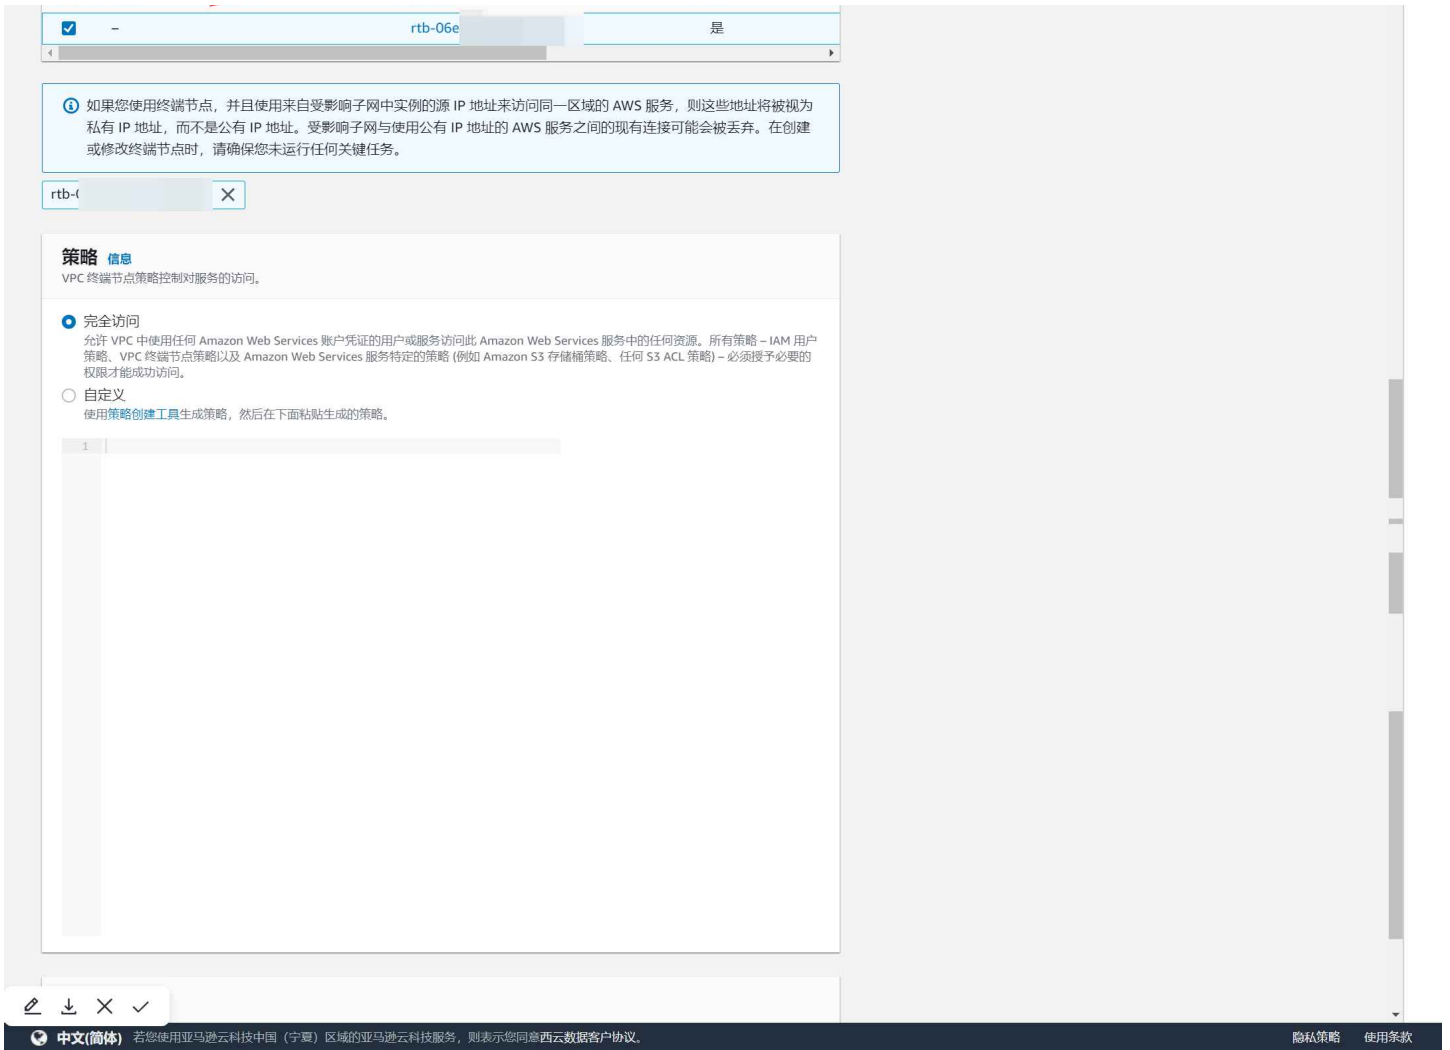 – rtb-06e 是
如果您使用终端节点，并且使用来自受影响子网中实例的源 IP 地址来访问同一区域的 AWS 服务，则这些地址将被视为
私有 IP 地址，而不是公有 IP 地址。受影响子网与使用公有 IP 地址的 AWS 服务之间的现有连接可能会被丢弃。在创建
或修改终端节点时，请确保您未运行任何关键任务。
rtb-
策略 信息
VPC 终端节点策略控制对服务的访问。
完全访问
允许 VPC 中使用任何 Amazon Web Services 账户凭证的用户或服务访问此 Amazon Web Services 服务中的任何资源。所有策略 – IAM 用户
策略、VPC 终端节点策略以及 Amazon Web Services 服务特定的策略 (例如 Amazon S3 存储桶策略、任何 S3 ACL 策略) – 必须授予必要的
权限才能成功访问。
自定义
使用策略创建工具生成策略，然后在下面粘贴生成的策略。
1
中文(简体) 若您使用亚马逊云科技中国（宁夏）区域的亚马逊云科技服务，则表示您同意西云数据客户协议。 隐私策略 使用条款